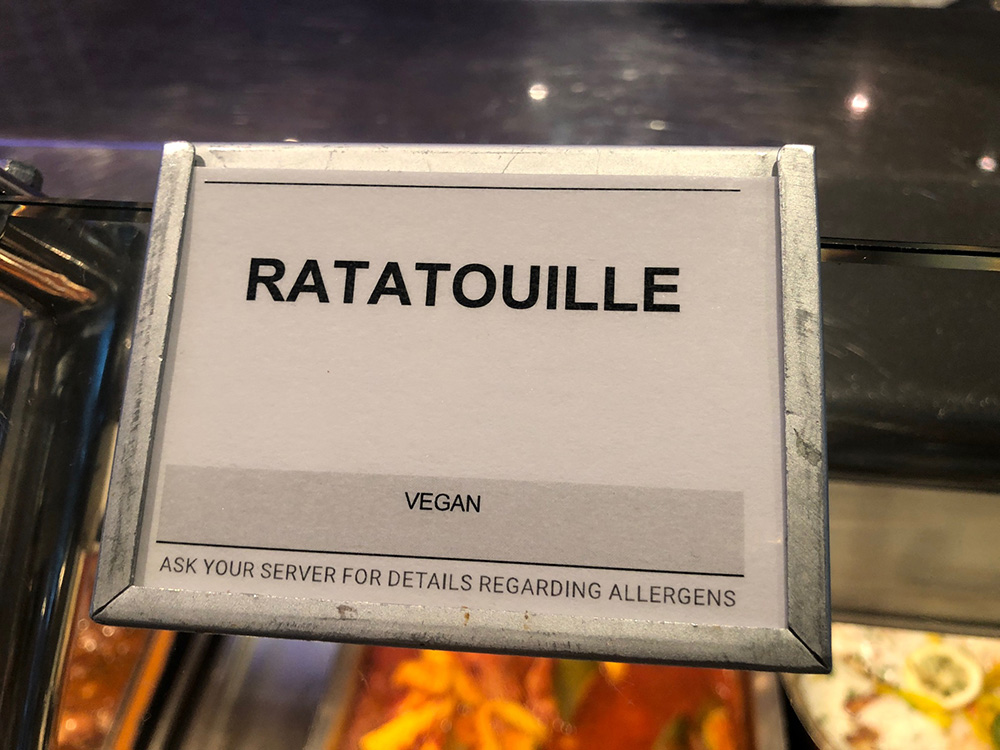 RATATOUILLE
VEGAN
ASK YOUR SERVER FOR DETAILS REGARDING ALLERGENS